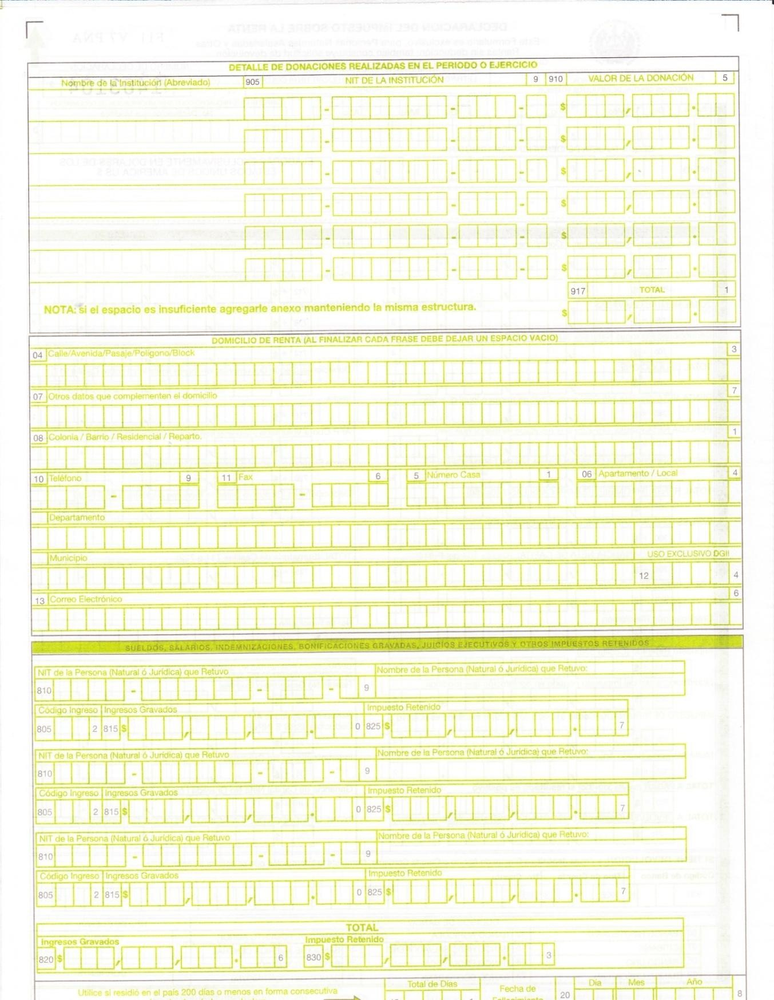 DETALLE DE DONACIONES REALIZADAS EN EL PERIODO O EJERCICIO
Nombre de la Institución (Abreviado) 905 NIT DE LA INSTITUCIÓN 9 910 VALOR DE LA DONACIÓN 5
- - - $ , .
- - - $ , .
- - - $ , .
- - - $ , .
- - - $ , .
- - - $ , .
917 TOTAL 1
NOTA: si el espacio es insuficiente agregarle anexo manteniendo la misma estructura. $ , .
DOMICILIO DE RENTA (AL FINALIZAR CADA FRASE DEBE DEJAR UN ESPACIO VACIO)
04 Calle/Avenida/Pasaje/Polígono/Block 3
07 Otros datos que complementen el domicilio 7
08 Colonia / Barrio / Residencial / Reparto. 1
10 Teléfono 9 11 Fax 6 5 Número Casa 1 06 Apartamento / Local 4
- -
Departamento
Municipio USO EXCLUSIVO DGII
12 4
13 Correo Electrónico 6
SUELDOS, SALARIOS, INDEMNIZACIONES, BONIFICACIONES GRAVADAS, JUICIOS EJECUTIVOS Y OTROS IMPUESTOS RETENIDOS
NIT de la Persona (Natural ó Jurídica) que Retuvo Nombre de la Persona (Natural ó Jurídica) que Retuvo:
810 - - - 9
Código Ingreso Ingresos Gravados Impuesto Retenido
805 2 815 $ , , . 0 825 $ , , . 7
NIT de la Persona (Natural ó Jurídica) que Retuvo Nombre de la Persona (Natural ó Jurídica) que Retuvo:
810 - - - 9
Código Ingreso Ingresos Gravados Impuesto Retenido
805 2 815 $ , , . 0 825 $ , , . 7
NIT de la Persona (Natural ó Jurídica) que Retuvo Nombre de la Persona (Natural ó Jurídica) que Retuvo:
810 - - - 9
Código Ingreso Ingresos Gravados Impuesto Retenido
805 2 815 $ , , . 0 825 $ , , . 7
TOTAL
Ingresos Gravados Impuesto Retenido
820 $ , , . 6 830 $ , , . 3
Utilice si residió en el país 200 días o menos en forma consecutiva Total de Días Fecha de 20 Día Mes Año 8